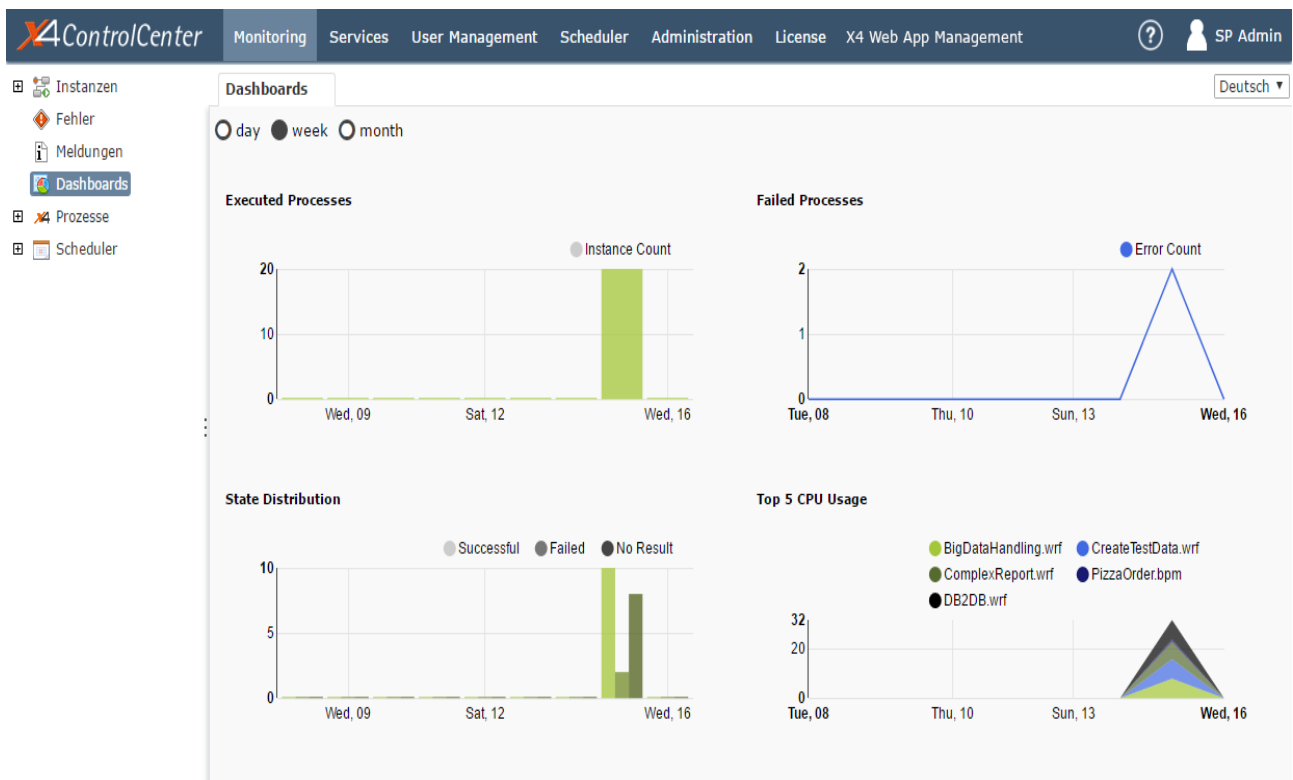 X4 ControlCenter Monitoring Services User Management Scheduler Administration License X4 Web App Management ? SP Admin
Instanzen
Fehler
Meldungen
Dashboards
X4 Prozesse
Scheduler
Dashboards
Deutsch
day week month
Executed Processes
Instance Count
20
10
0
Wed, 09 Sat, 12 Wed, 16
Failed Processes
Error Count
2
1
0
Tue, 08 Thu, 10 Sun, 13 Wed, 16
State Distribution
Successful Failed No Result
10
5
0
Wed, 09 Sat, 12 Wed, 16
Top 5 CPU Usage
BigDataHandling.wrf CreateTestData.wrf
ComplexReport.wrf PizzaOrder.bpm
DB2DB.wrf
32
20
0
Tue, 08 Thu, 10 Sun, 13 Wed, 16